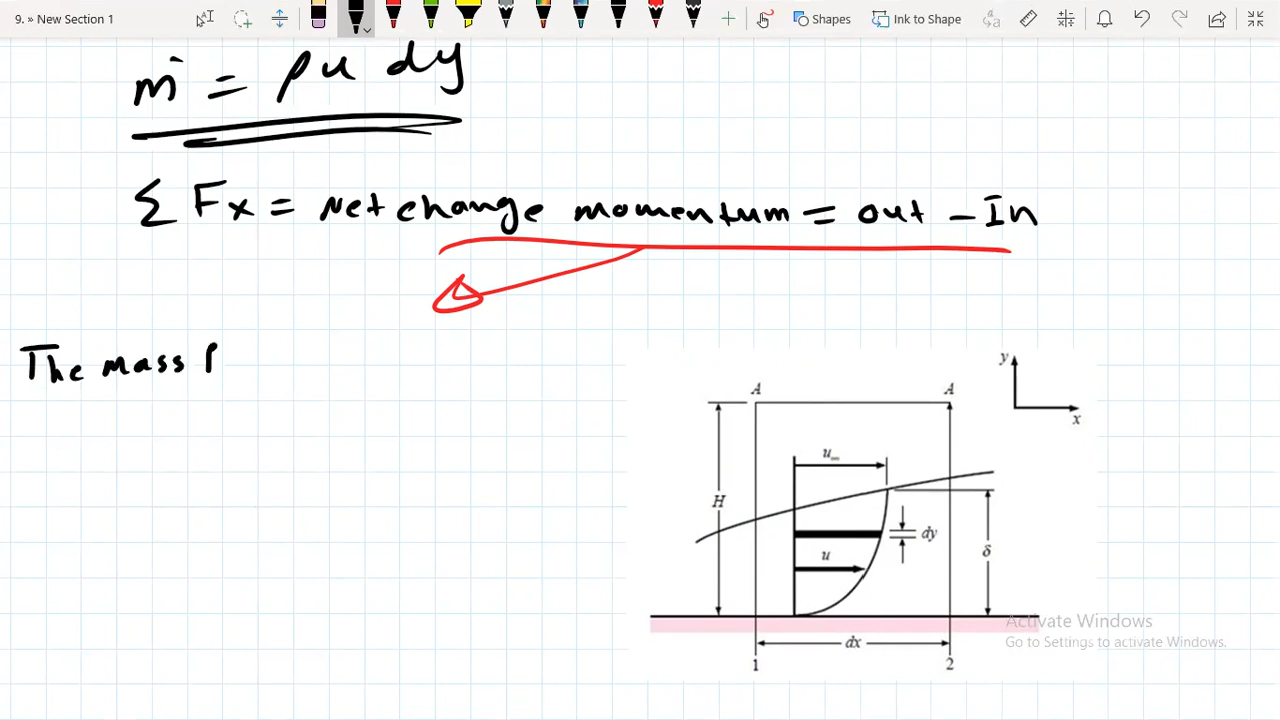 9. » New Section 1
Shapes
Ink to Shape
ṁ = ρu dy
Σ Fx = Net change momentum = out - In
The mass
A A
y
x
u∞
H
dy
u
δ
dx
1 2
Activate Windows
Go to Settings to activate Windows.